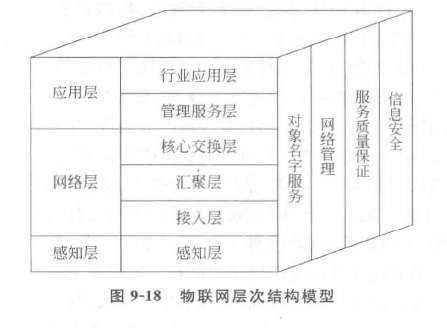 应用层
行业应用层
管理服务层
网络层
核心交换层
汇聚层
接入层
感知层
感知层
对象名字服务
网络管理
服务质量保证
信息安全
图 9-18 物联网层次结构模型